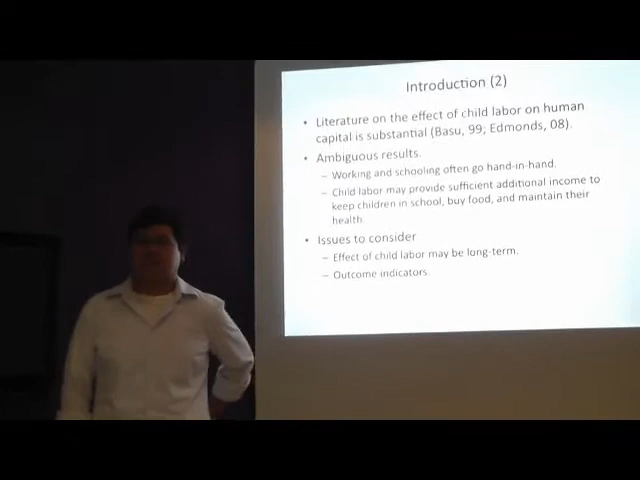 Introduction (2)
• Literature on the effect of child labor on human
capital is substantial (Basu, 99; Edmonds, 08).
• Ambiguous results.
– Working and schooling often go hand-in-hand.
– Child labor may provide sufficient additional income to
keep children in school, buy food, and maintain their
health
• Issues to consider
– Effect of child labor may be long-term.
– Outcome indicators.